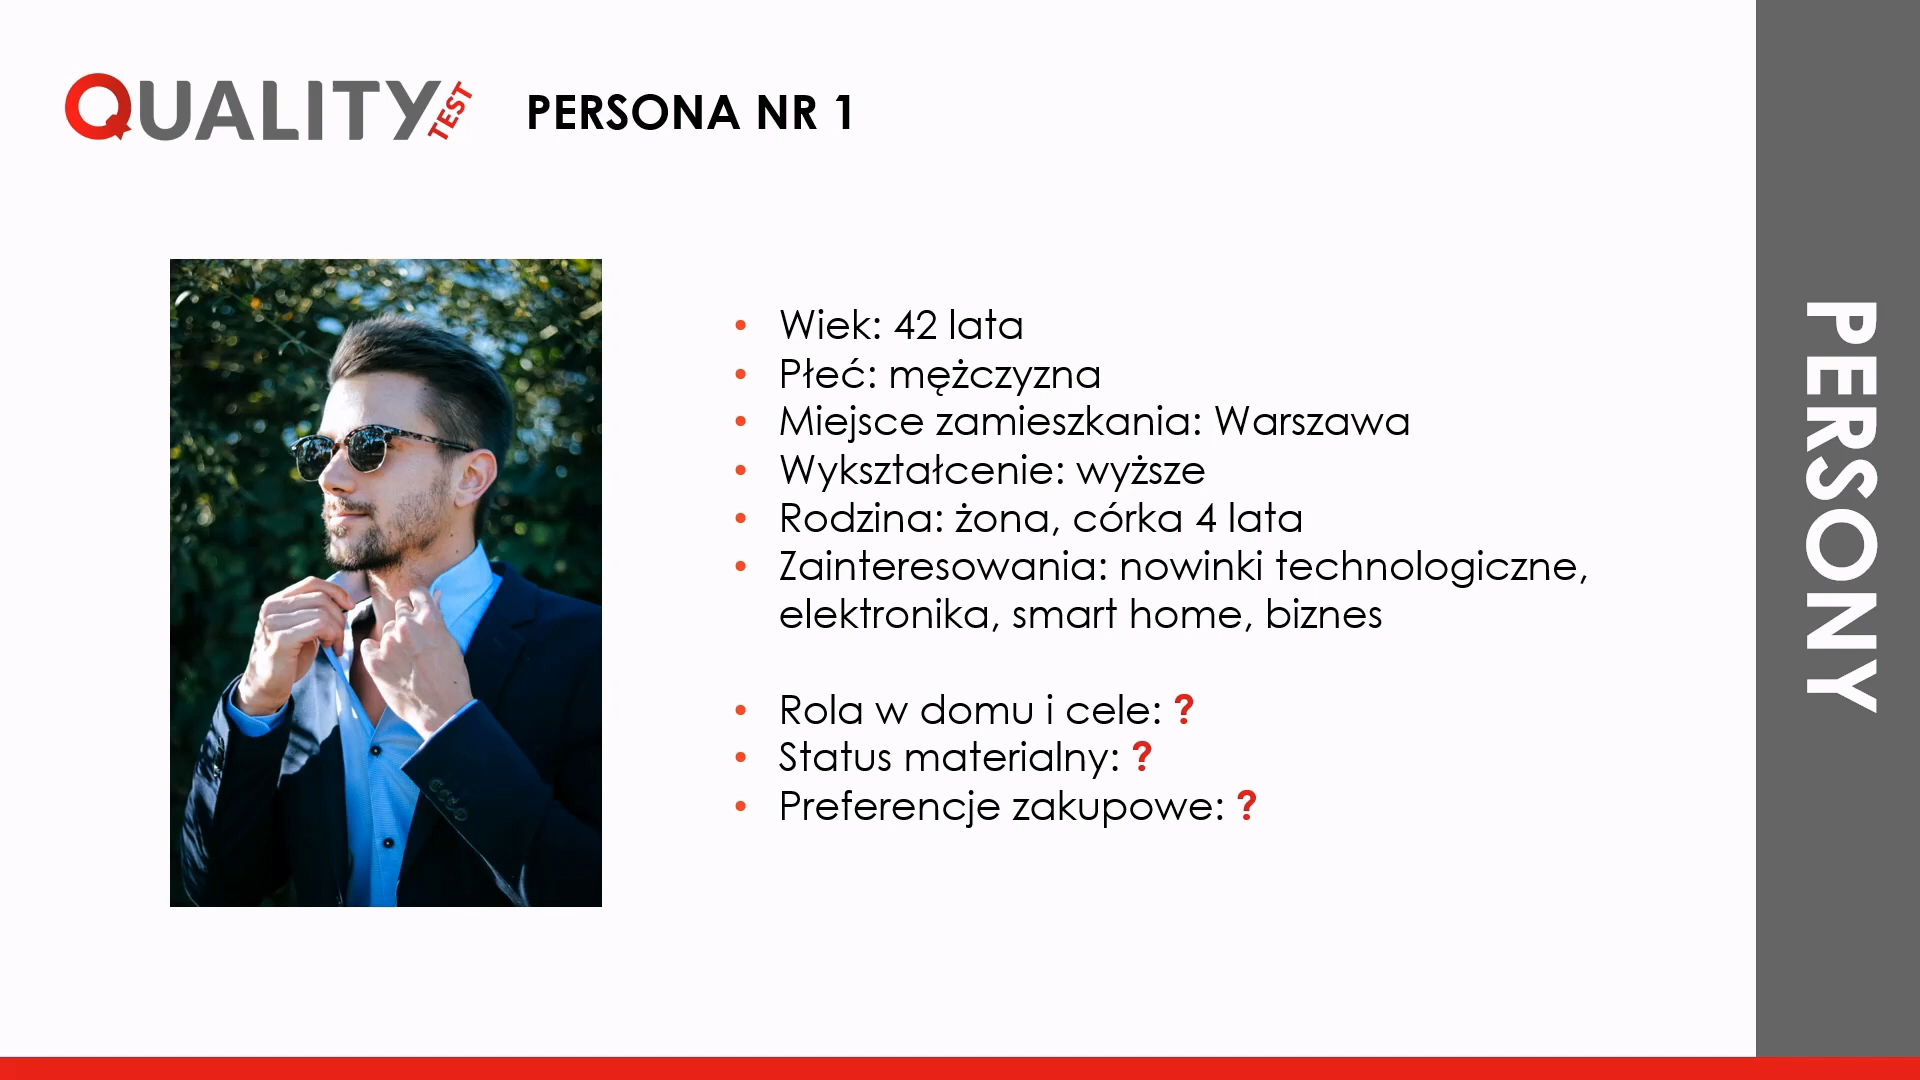 QUALITY TEST
PERSONA NR 1
• Wiek: 42 lata
• Płeć: mężczyzna
• Miejsce zamieszkania: Warszawa
• Wykształcenie: wyższe
• Rodzina: żona, córka 4 lata
• Zainteresowania: nowinki technologiczne,
elektronika, smart home, biznes
• Rola w domu i cele: ?
• Status materialny: ?
• Preferencje zakupowe: ?
PERSONY